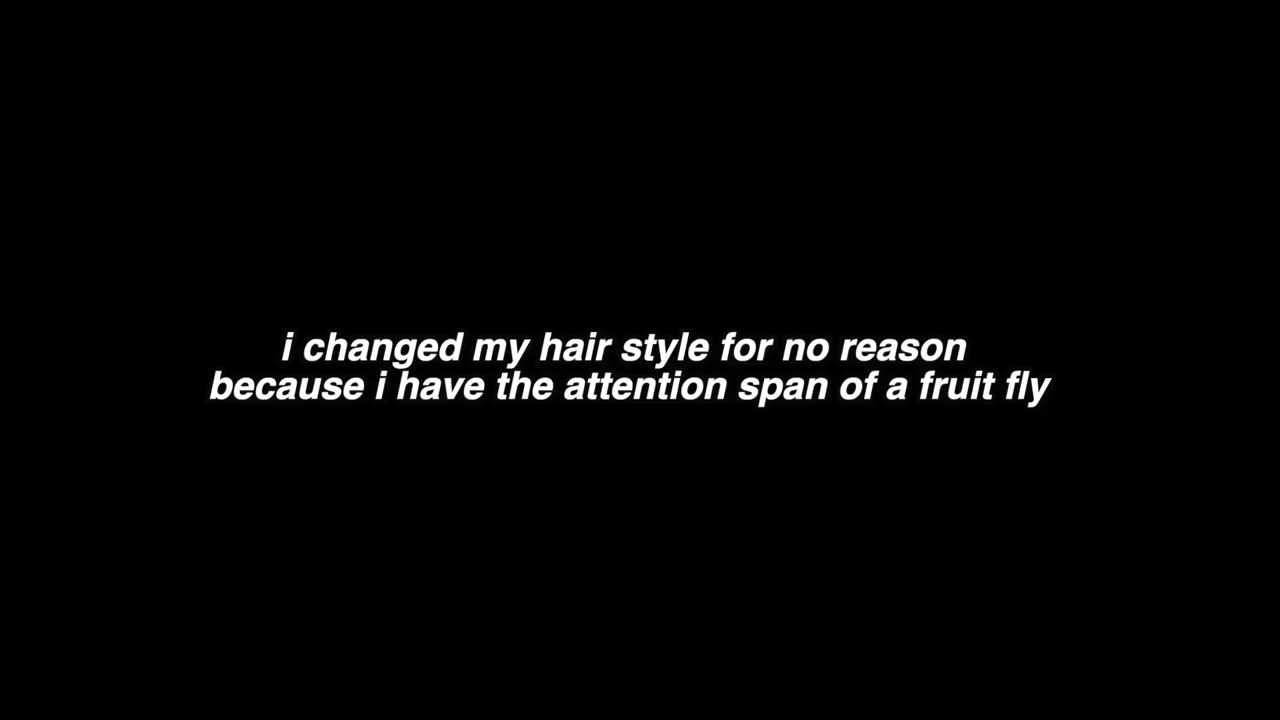 i changed my hair style for no reason
because i have the attention span of a fruit fly